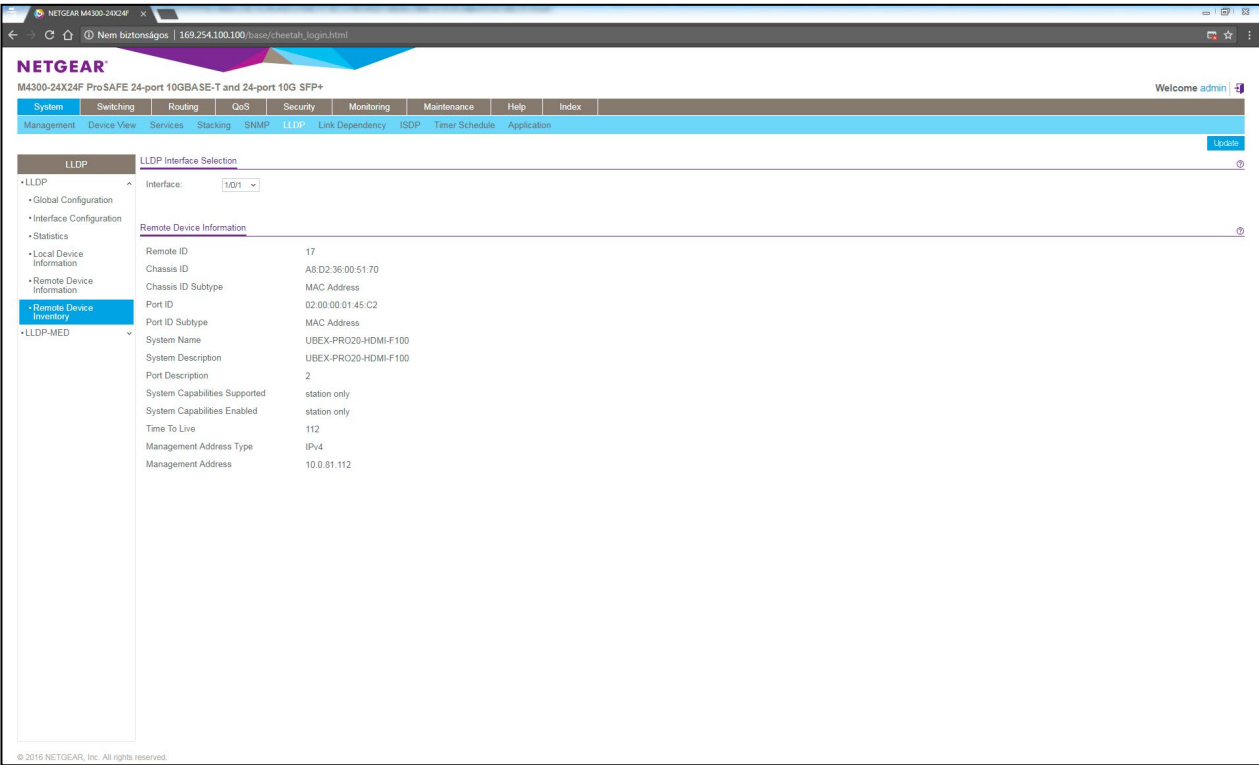 NETGEAR M4300-24X24F
Nem biztonságos | 169.254.100.100/base/cheetah_login.html
NETGEAR®
M4300-24X24F ProSAFE 24-port 10GBASE-T and 24-port 10G SFP+
Welcome admin
System Switching Routing QoS Security Monitoring Maintenance Help Index
Management Device View Services Stacking SNMP LLDP Link Dependency ISDP Timer Schedule Application
Update
LLDP
•LLDP
•Global Configuration
•Interface Configuration
•Statistics
•Local Device
Information
•Remote Device
Information
•Remote Device
Inventory
•LLDP-MED
LLDP Interface Selection
Interface: 1/0/1
Remote Device Information
Remote ID 17
Chassis ID A8:D2:36:00:51:70
Chassis ID Subtype MAC Address
Port ID 02:00:00:01:45:C2
Port ID Subtype MAC Address
System Name UBEX-PRO20-HDMI-F100
System Description UBEX-PRO20-HDMI-F100
Port Description 2
System Capabilities Supported station only
System Capabilities Enabled station only
Time To Live 112
Management Address Type IPv4
Management Address 10.0.81.112
© 2016 NETGEAR, Inc. All rights reserved.